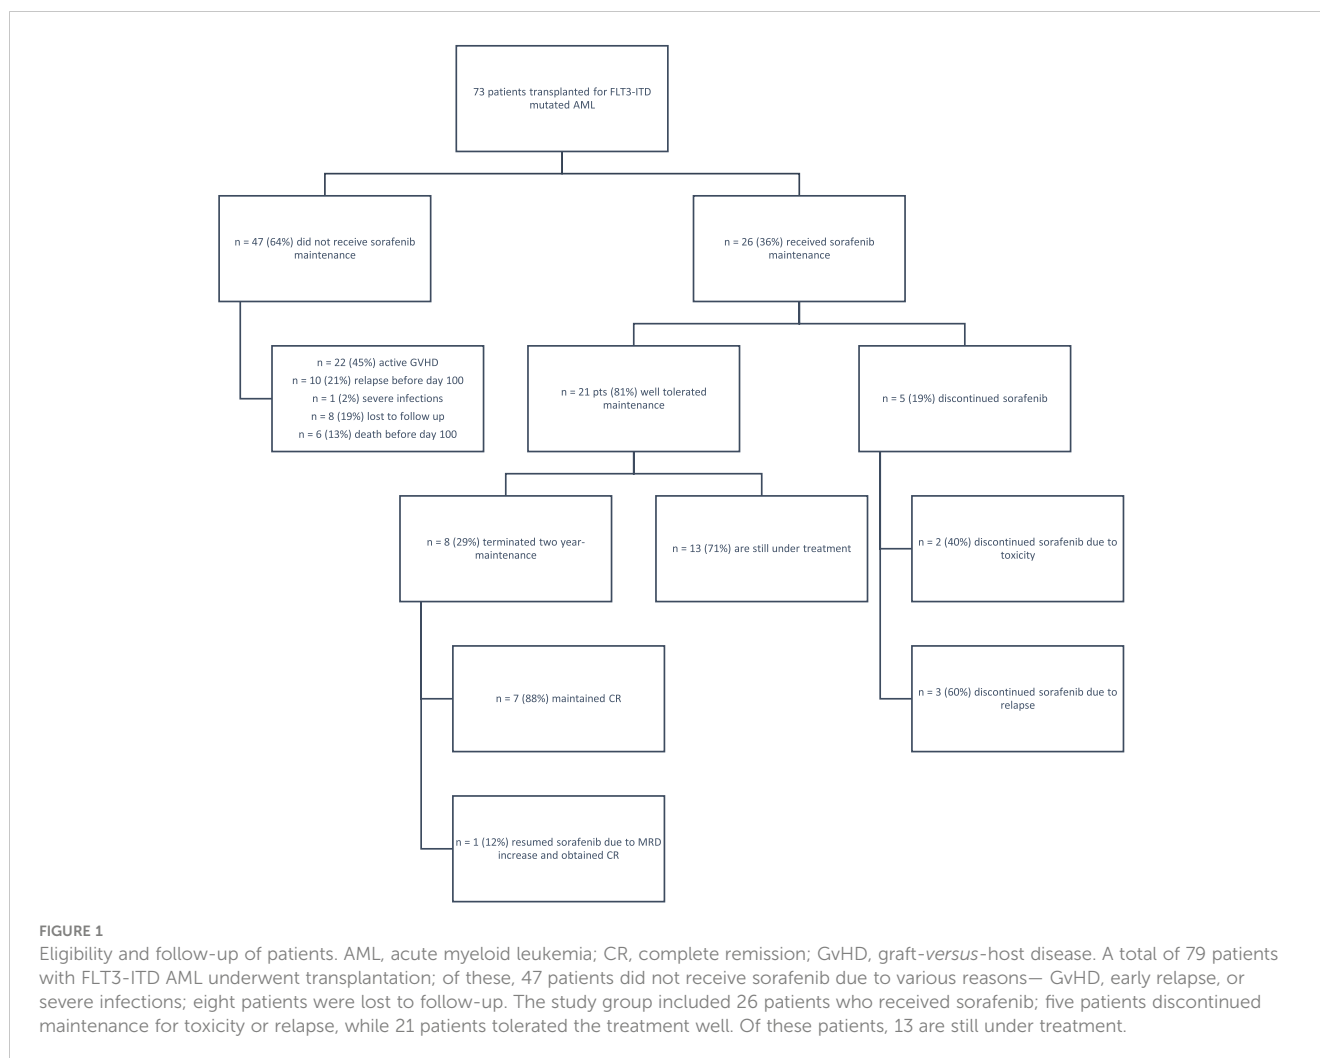 73 patients transplanted for FLT3-ITD
mutated AML
n = 47 (64%) did not receive sorafenib
maintenance
n = 26 (36%) received sorafenib
maintenance
n = 22 (45%) active GVHD
n = 10 (21%) relapse before day 100
n = 1 (2%) severe infections
n = 8 (19%) lost to follow up
n = 6 (13%) death before day 100
n = 21 pts (81%) well tolerated
maintenance
n = 5 (19%) discontinued sorafenib
n = 8 (29%) terminated two year-
maintenance
n = 13 (71%) are still under treatment
n = 2 (40%) discontinued sorafenib due to
toxicity
n = 7 (88%) maintained CR
n = 3 (60%) discontinued sorafenib due to
relapse
n = 1 (12%) resumed sorafenib due to MRD
increase and obtained CR
FIGURE 1
Eligibility and follow-up of patients. AML, acute myeloid leukemia; CR, complete remission; GvHD, graft-versus-host disease. A total of 79 patients
with FLT3-ITD AML underwent transplantation; of these, 47 patients did not receive sorafenib due to various reasons— GvHD, early relapse, or
severe infections; eight patients were lost to follow-up. The study group included 26 patients who received sorafenib; five patients discontinued
maintenance for toxicity or relapse, while 21 patients tolerated the treatment well. Of these patients, 13 are still under treatment.